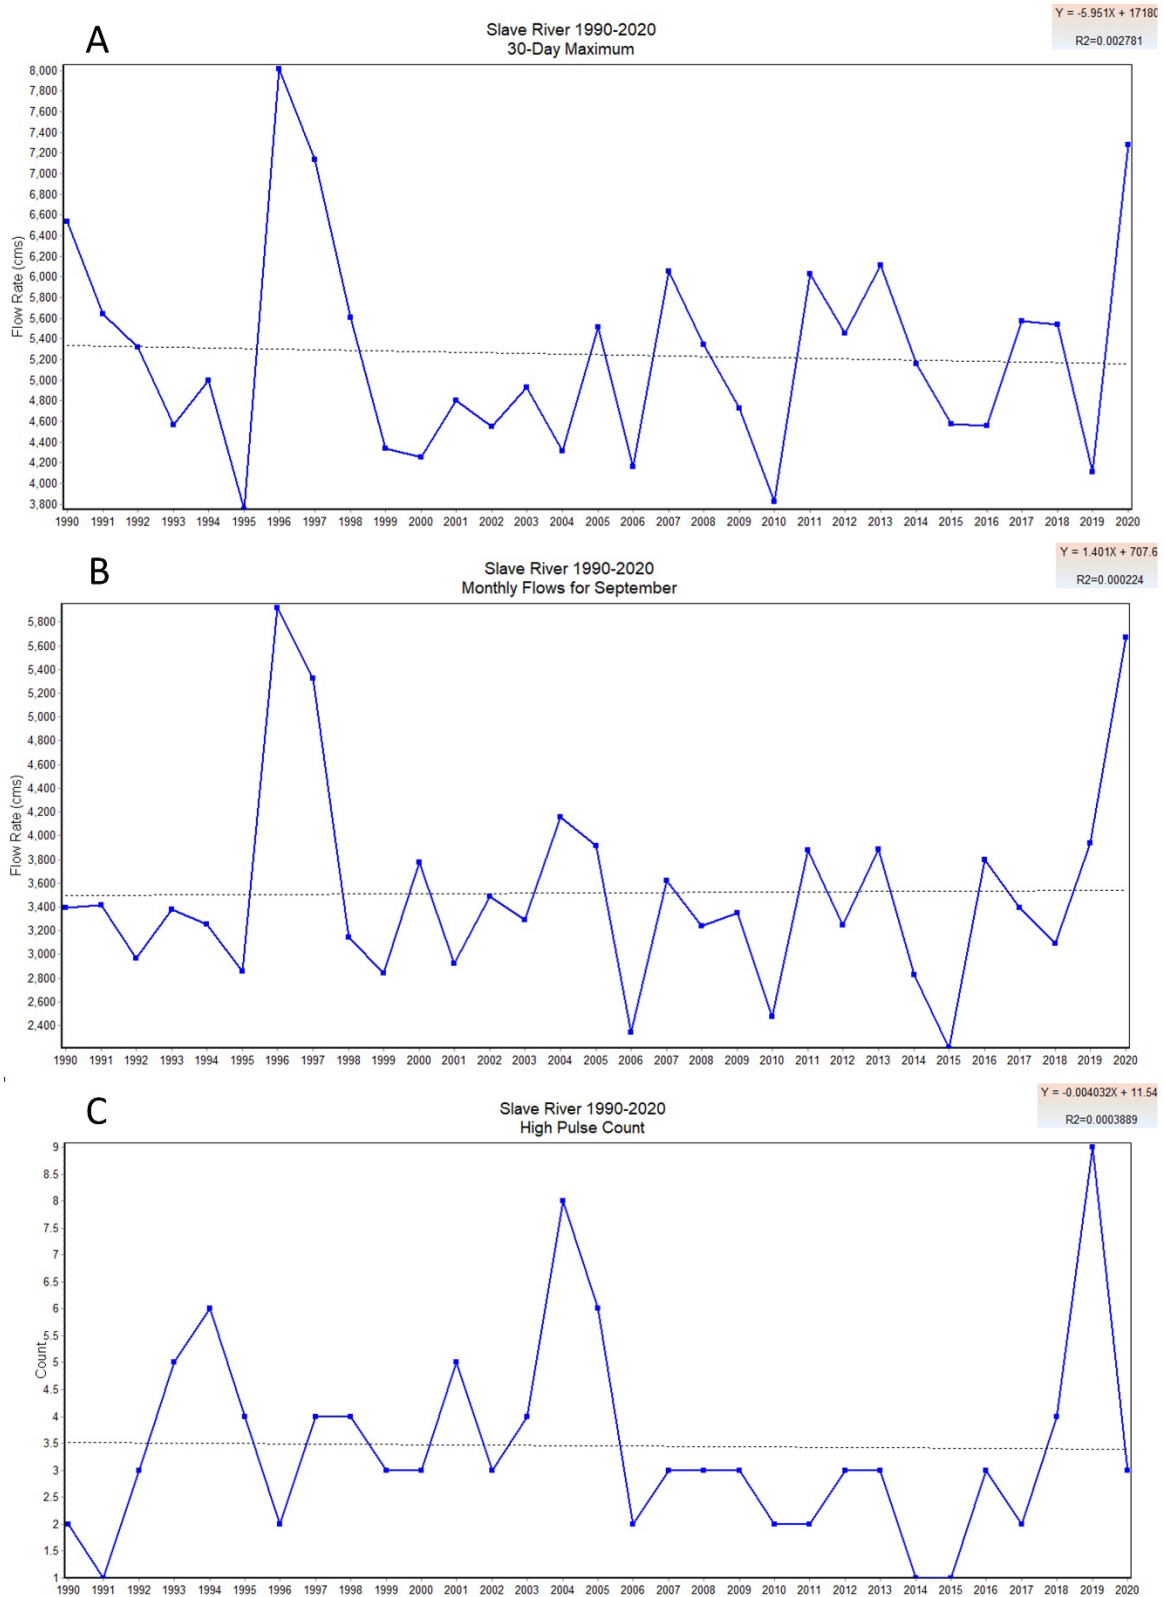 A
Slave River 1990-2020
30-Day Maximum
Y = -5.951X + 17180
R2=0.002781
Flow Rate (cms)
8,000
7,800
7,600
7,400
7,200
7,000
6,800
6,600
6,400
6,200
6,000
5,800
5,600
5,400
5,200
5,000
4,800
4,600
4,400
4,200
4,000
3,800
1990 1991 1992 1993 1994 1995 1996 1997 1998 1999 2000 2001 2002 2003 2004 2005 2006 2007 2008 2009 2010 2011 2012 2013 2014 2015 2016 2017 2018 2019 2020
B
Slave River 1990-2020
Monthly Flows for September
Y = 1.401X + 707.6
R2=0.000224
Flow Rate (cms)
5,800
5,600
5,400
5,200
5,000
4,800
4,600
4,400
4,200
4,000
3,800
3,600
3,400
3,200
3,000
2,800
2,600
2,400
1990 1991 1992 1993 1994 1995 1996 1997 1998 1999 2000 2001 2002 2003 2004 2005 2006 2007 2008 2009 2010 2011 2012 2013 2014 2015 2016 2017 2018 2019 2020
C
Slave River 1990-2020
High Pulse Count
Y = -0.004032X + 11.54
R2=0.0003889
Count
9
8.5
8
7.5
7
6.5
6
5.5
5
4.5
4
3.5
3
2.5
2
1.5
1
1990 1991 1992 1993 1994 1995 1996 1997 1998 1999 2000 2001 2002 2003 2004 2005 2006 2007 2008 2009 2010 2011 2012 2013 2014 2015 2016 2017 2018 2019 2020